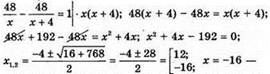 48/x − 48/(x + 4) = 1 | · x(x + 4); 48(x + 4) − 48x = x(x + 4);
48x + 192 − 48x = x² + 4x; x² + 4x − 192 = 0;
x₁,₂ = (−4 ± √(16 + 768))/2 = (−4 ± 28)/2 = [12; −16; x = −16 —